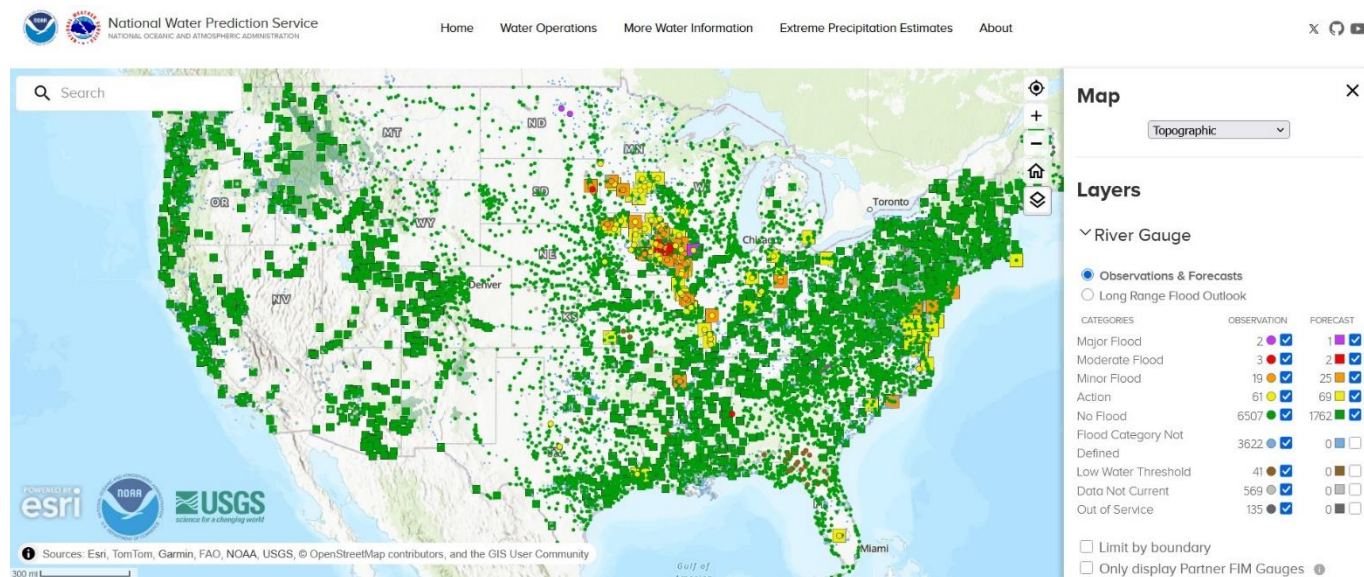 National Water Prediction Service
NATIONAL OCEANIC AND ATMOSPHERIC ADMINISTRATION
Home
Water Operations
More Water Information
Extreme Precipitation Estimates
About
Search
MT
ND
MN
OR
SD
WI
WY
Toronto
Chicago
NE
NV
Denver
KS
TX
FL
Miami
Gulf of
POWERED BY
esri
NOAA
USGS
science for a changing world
Sources: Esri, TomTom, Garmin, FAO, NOAA, USGS, © OpenStreetMap contributors, and the GIS User Community
300 mi
Map
Topographic
Layers
River Gauge
Observations & Forecasts
Long Range Flood Outlook
CATEGORIES OBSERVATION FORECAST
Major Flood 2 1
Moderate Flood 3 2
Minor Flood 19 25
Action 61 69
No Flood 6507 1762
Flood Category Not
Defined 3622 0
Low Water Threshold 41 0
Data Not Current 569 0
Out of Service 135 0
Limit by boundary
Only display Partner FIM Gauges